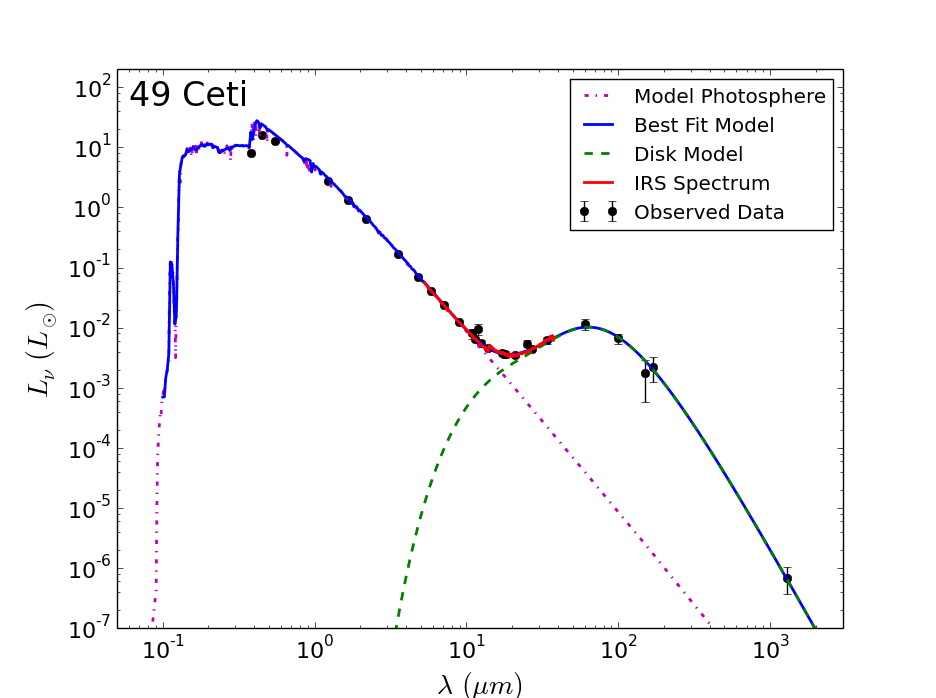 49 Ceti
Model Photosphere
Best Fit Model
Disk Model
IRS Spectrum
Observed Data
10^2
10^1
10^0
10^-1
10^-2
10^-3
10^-4
10^-5
10^-6
10^-7
L_ν (L_⊙)
10^-1 10^0 10^1 10^2 10^3
λ (μm)